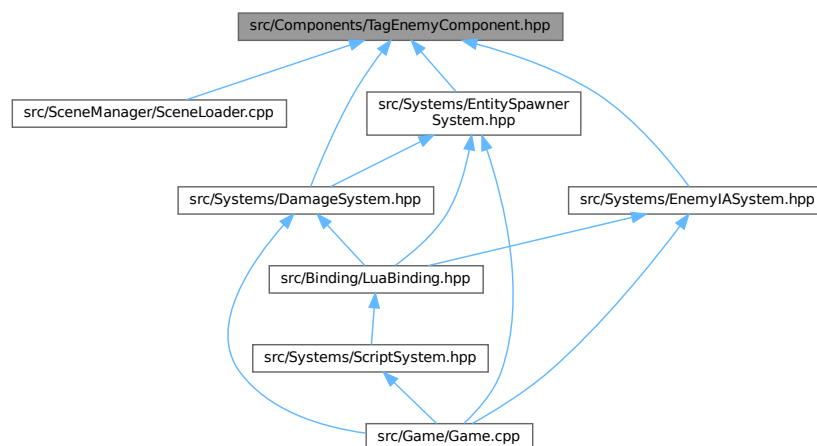 src/Components/TagEnemyComponent.hpp
src/SceneManager/SceneLoader.cpp
src/Systems/EntitySpawner
System.hpp
src/Systems/DamageSystem.hpp
src/Systems/EnemyIASystem.hpp
src/Binding/LuaBinding.hpp
src/Systems/ScriptSystem.hpp
src/Game/Game.cpp